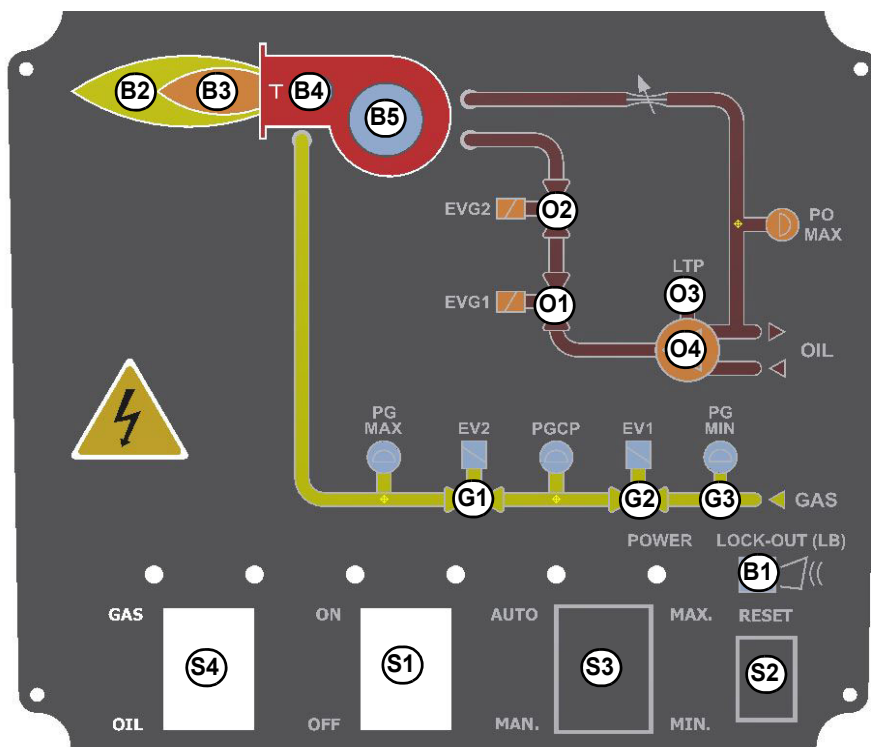 B2
B3
T
B4
B5
EVG2
O2
PO
MAX
LTP
EVG1
O1
O3
O4
OIL
PG
MAX
EV2
PGCP
EV1
PG
MIN
G1
G2
G3
GAS
POWER
LOCK-OUT (LB)
B1
GAS
ON
AUTO
MAX.
RESET
S4
S1
S3
S2
OIL
OFF
MAN.
MIN.